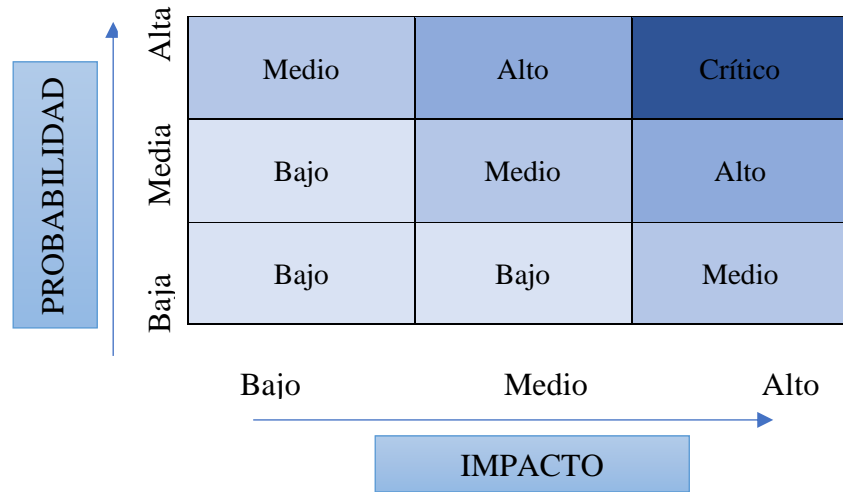 PROBABILIDAD
Alta
Medio Alto Crítico
Media
Bajo Medio Alto
Baja
Bajo Bajo Medio
Bajo Medio Alto
IMPACTO